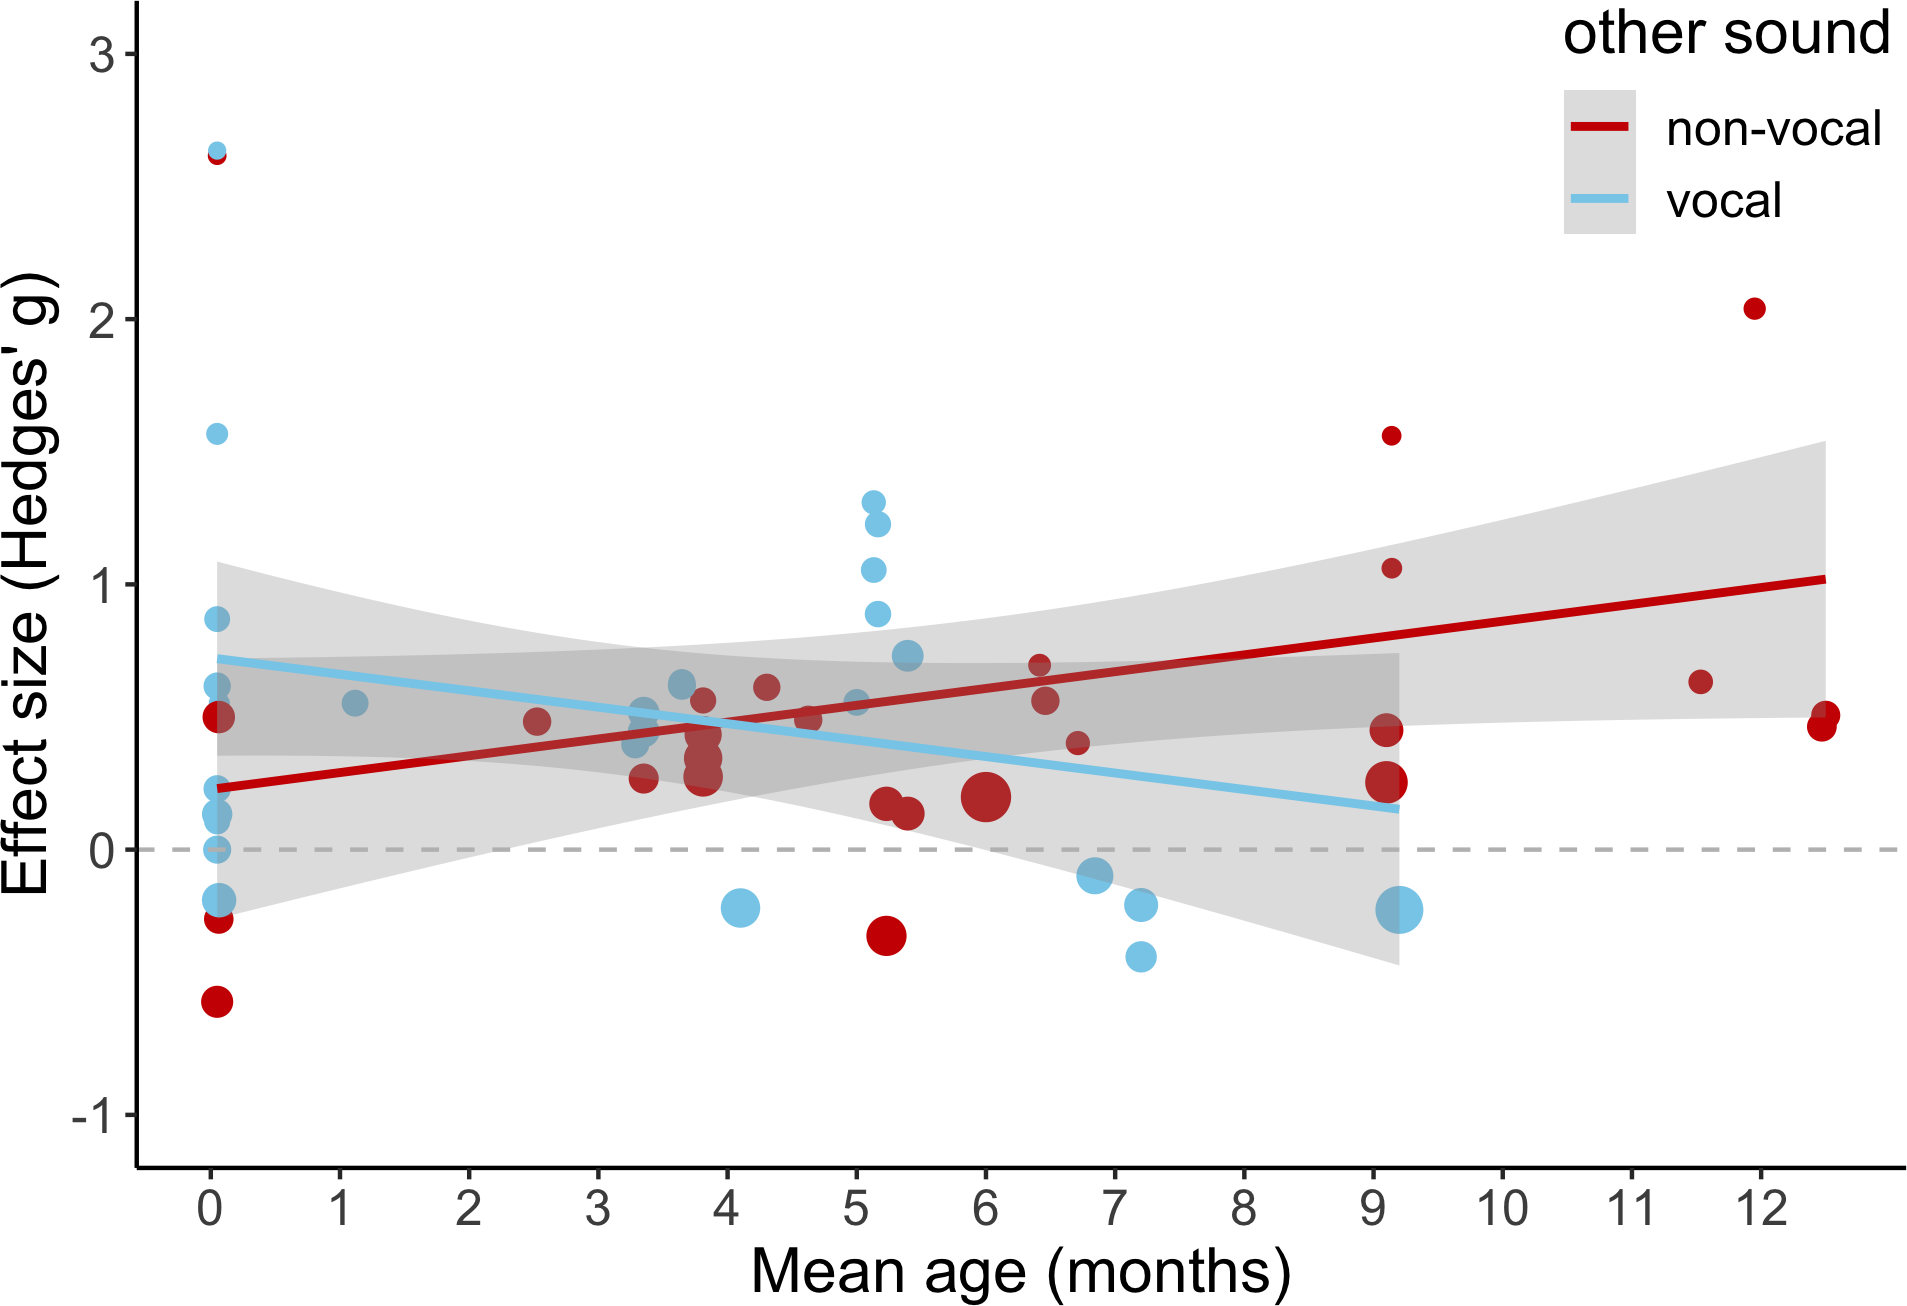 other sound
non-vocal
vocal
Effect size (Hedges' g)
3
2
1
0
-1
0 1 2 3 4 5 6 7 8 9 10 11 12
Mean age (months)